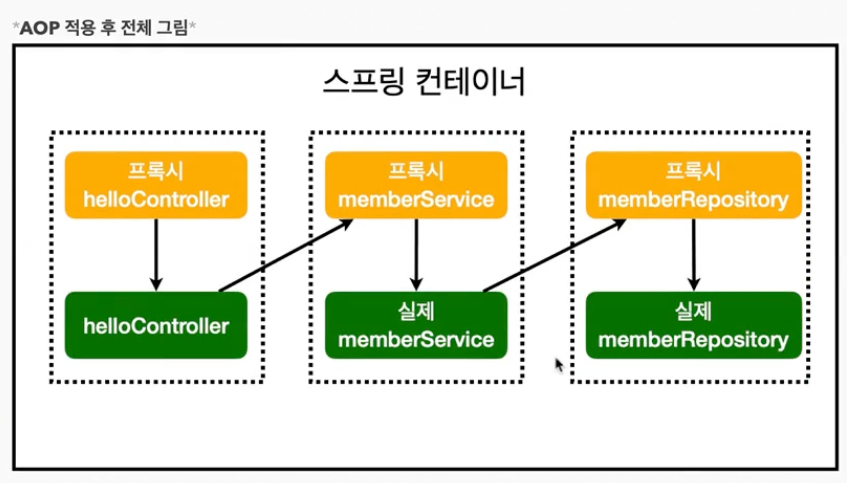 *AOP 적용 후 전체 그림*
스프링 컨테이너
프록시
helloController
프록시
memberService
프록시
memberRepository
helloController
실제
memberService
실제
memberRepository